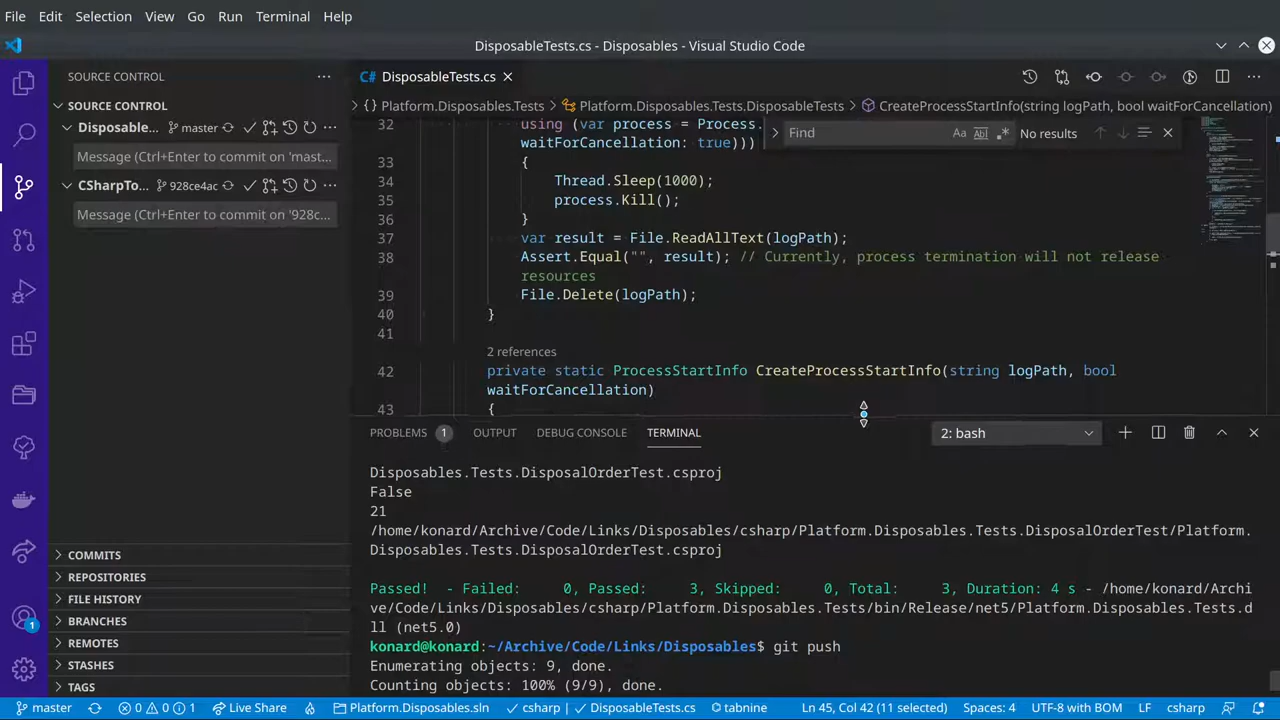 File Edit Selection View Go Run Terminal Help
DisposableTests.cs - Disposables - Visual Studio Code
SOURCE CONTROL
DisposableTests.cs
SOURCE CONTROL
Platform.Disposables.Tests
Platform.Disposables.Tests.DisposableTests
CreateProcessStartInfo(string logPath, bool waitForCancellation)
Disposable... master
Message (Ctrl+Enter to commit on 'mast...
CSharpTo... 928ce4ac
Message (Ctrl+Enter to commit on '928c...
COMMITS
REPOSITORIES
FILE HISTORY
BRANCHES
REMOTES
STASHES
TAGS
1
Find
Aa
No results
32 using (var process = Process.
waitForCancellation: true)))
33 {
34 Thread.Sleep(1000);
35 process.Kill();
36 }
37 var result = File.ReadAllText(logPath);
38 Assert.Equal("", result); // Currently, process termination will not release
resources
39 File.Delete(logPath);
40 }
41
2 references
42 private static ProcessStartInfo CreateProcessStartInfo(string logPath, bool
waitForCancellation)
43 {
PROBLEMS 1 OUTPUT DEBUG CONSOLE TERMINAL 2: bash
Disposables.Tests.DisposalOrderTest.csproj
False
21
/home/konard/Archive/Code/Links/Disposables/csharp/Platform.Disposables.Tests.DisposalOrderTest/Platform.
Disposables.Tests.DisposalOrderTest.csproj
Passed! - Failed: 0, Passed: 3, Skipped: 0, Total: 3, Duration: 4 s - /home/konard/Archi
ve/Code/Links/Disposables/csharp/Platform.Disposables.Tests/bin/Release/net5/Platform.Disposables.Tests.d
ll (net5.0)
konard@konard:~/Archive/Code/Links/Disposables$ git push
Enumerating objects: 9, done.
Counting objects: 100% (9/9), done.
master 0 0 1 Live Share Platform.Disposables.sln csharp DisposableTests.cs tabnine Ln 45, Col 42 (11 selected) Spaces: 4 UTF-8 with BOM LF csharp